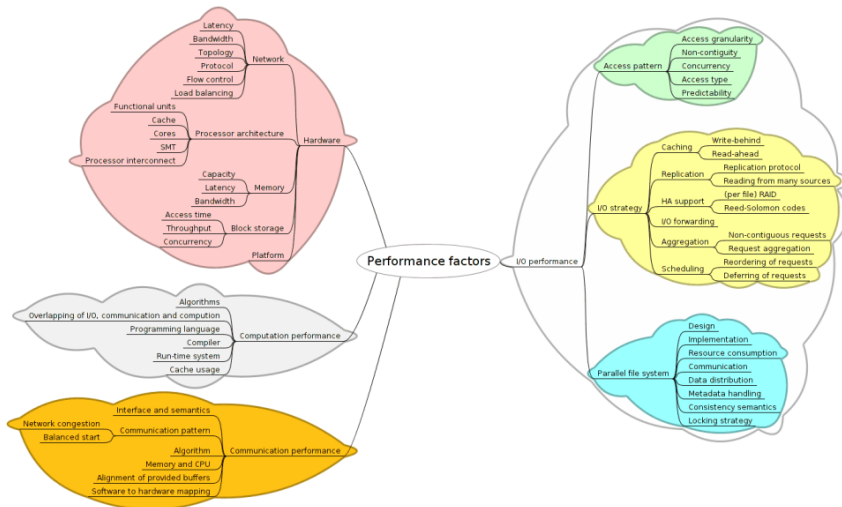 Latency
Bandwidth
Topology
Protocol
Flow control
Load balancing
Network
Functional units
Cache
Cores
SMT
Processor interconnect
Processor architecture
Hardware
Capacity
Latency
Bandwidth
Memory
Access time
Throughput
Concurrency
Block storage
Platform
Performance factors
Algorithms
Overlapping of I/O, communication and compution
Programming language
Compiler
Run-time system
Cache usage
Computation performance
Interface and semantics
Network congestion
Balanced start
Communication pattern
Algorithm
Memory and CPU
Alignment of provided buffers
Software to hardware mapping
Communication performance
I/O performance
Access pattern
Access granularity
Non-contiguity
Concurrency
Access type
Predictability
I/O strategy
Caching
Write-behind
Read-ahead
Replication
Replication protocol
Reading from many sources
HA support
(per file) RAID
Reed-Solomon codes
I/O forwarding
Aggregation
Non-contiguous requests
Request aggregation
Scheduling
Reordering of requests
Deferring of requests
Parallel file system
Design
Implementation
Resource consumption
Communication
Data distribution
Metadata handling
Consistency semantics
Locking strategy